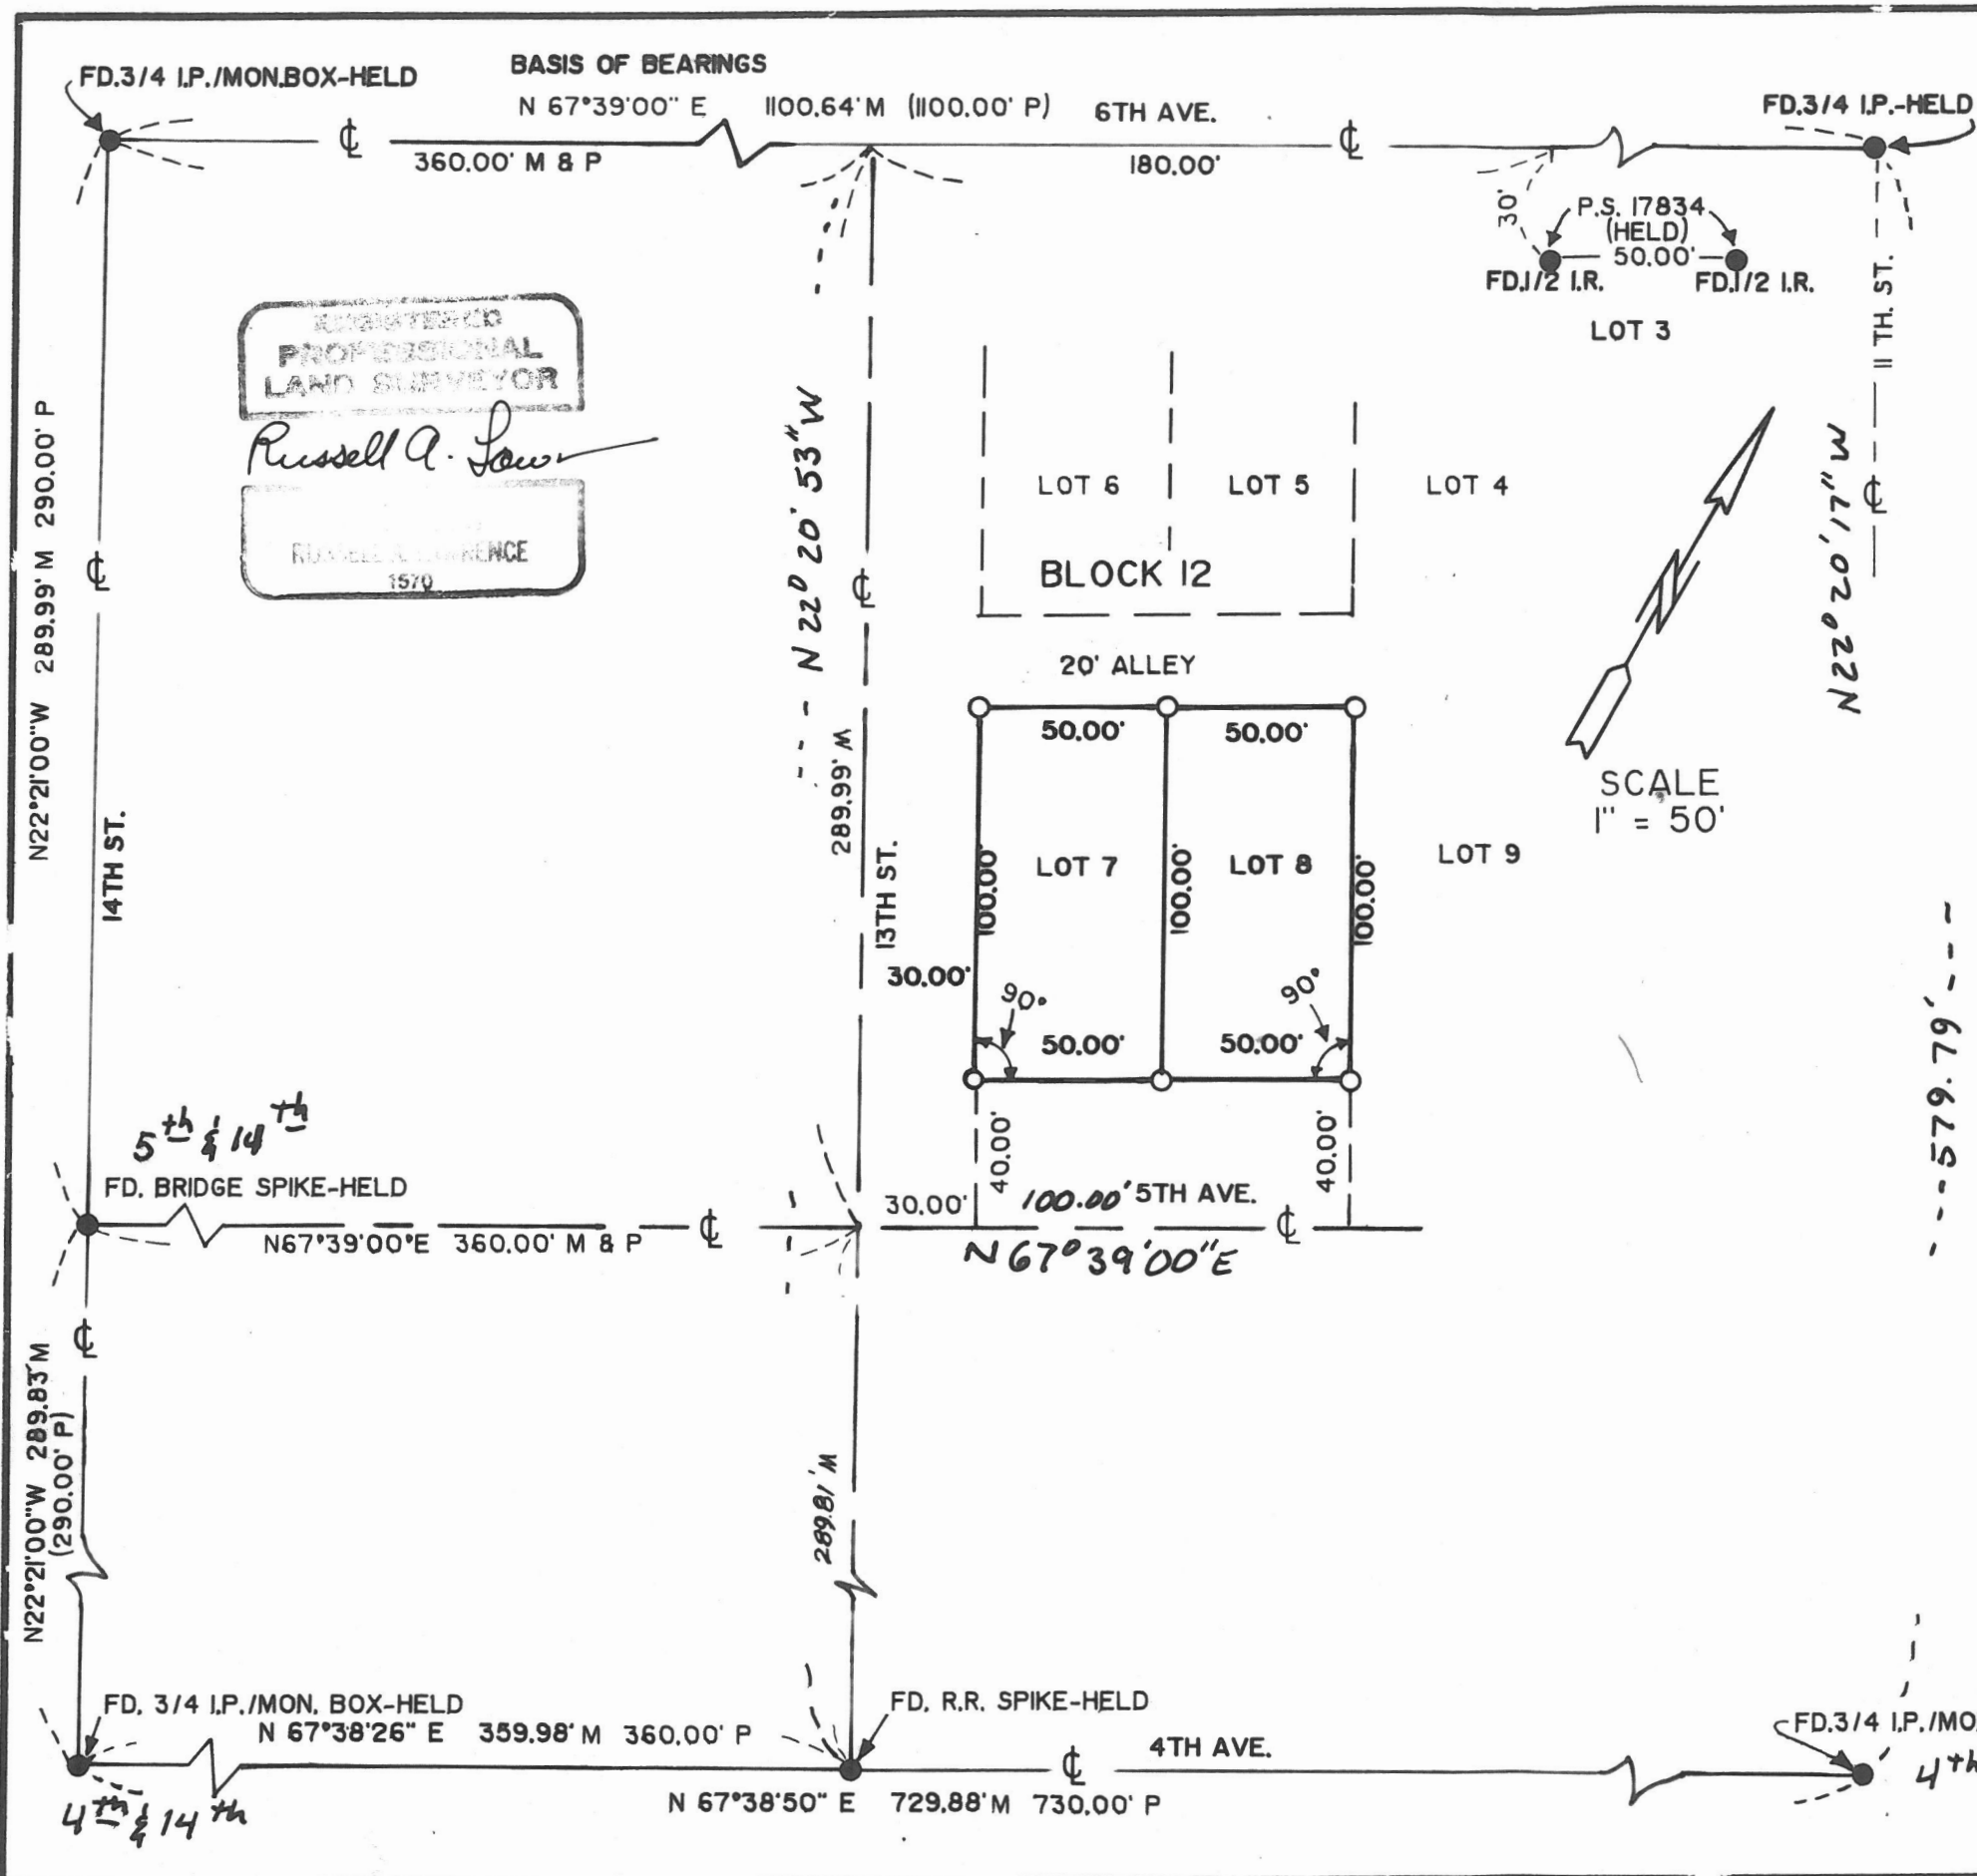 BASIS OF BEARINGS
FD.3/4 I.P./MON.BOX-HELD
N 67°39'00" E 1100.64' M (1100.00' P) 6TH AVE.
FD.3/4 I.P.-HELD
℄
℄
360.00' M & P
180.00'
30'
P.S. 17834
(HELD)
50.00'
FD.1/2 I.R.
FD.1/2 I.R.
LOT 3
11 TH. ST.
℄
N22°20'17"W
PROFESSIONAL
LAND SURVEYOR
Russell A.
1570
N22°21'00"W 289.99' M 290.00' P
℄
14TH ST.
N 22° 20' 53" W
℄
289.99' M
13TH ST.
LOT 6
LOT 5
LOT 4
BLOCK 12
20' ALLEY
50.00'
50.00'
SCALE
1" = 50'
LOT 7
LOT 8
LOT 9
100.00'
100.00'
100.00'
30.00'
90°
90°
50.00'
50.00'
579.79'
5th & 14th
FD. BRIDGE SPIKE-HELD
40.00'
40.00'
30.00'
100.00' 5TH AVE.
℄
℄
N67°39'00"E 360.00' M & P
N 67°39'00"E
℄
N22°21'00"W 289.83'M
(290.00' P)
289.81' M
FD. 3/4 I.P./MON. BOX-HELD
FD. R.R. SPIKE-HELD
N 67°38'26" E 359.98' M 360.00' P
4TH AVE.
℄
FD.3/4 I.P./MO
4th
4th & 14th
N 67°38'50" E 729.88'M 730.00' P